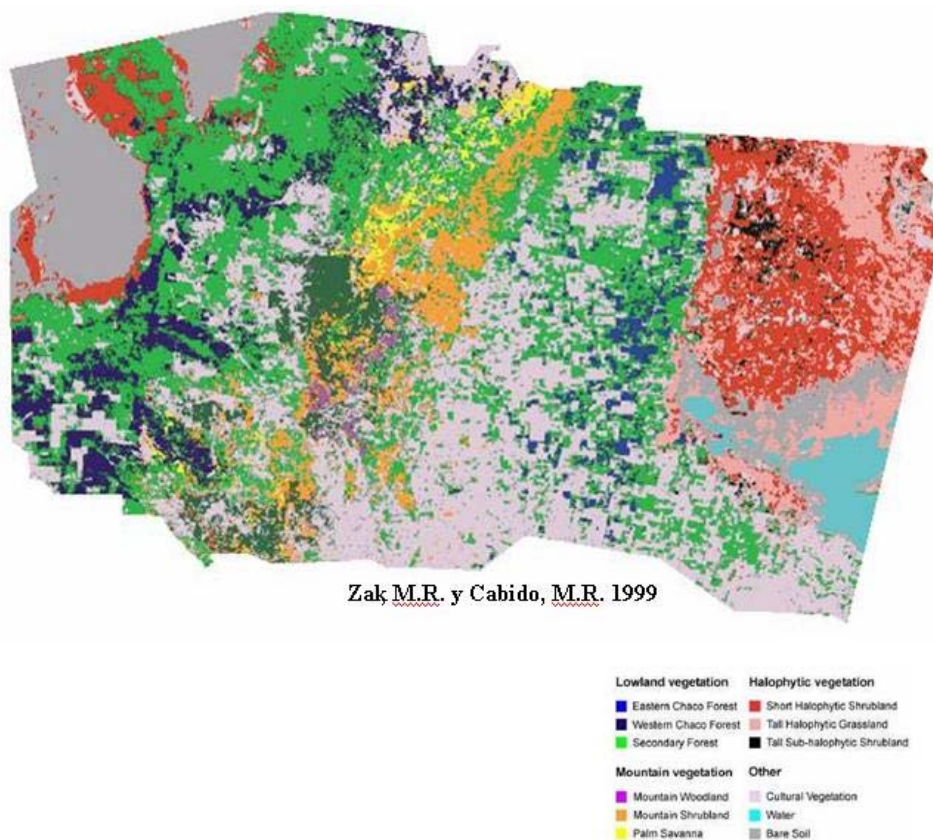 Zak, M.R. y Cabido, M.R. 1999
Lowland vegetation
Eastern Chaco Forest
Western Chaco Forest
Secondary Forest
Halophytic vegetation
Short Halophytic Shrubland
Tall Halophytic Grassland
Tall Sub-halophytic Shrubland
Mountain vegetation
Mountain Woodland
Mountain Shrubland
Palm Savanna
Other
Cultural Vegetation
Water
Bare Soil